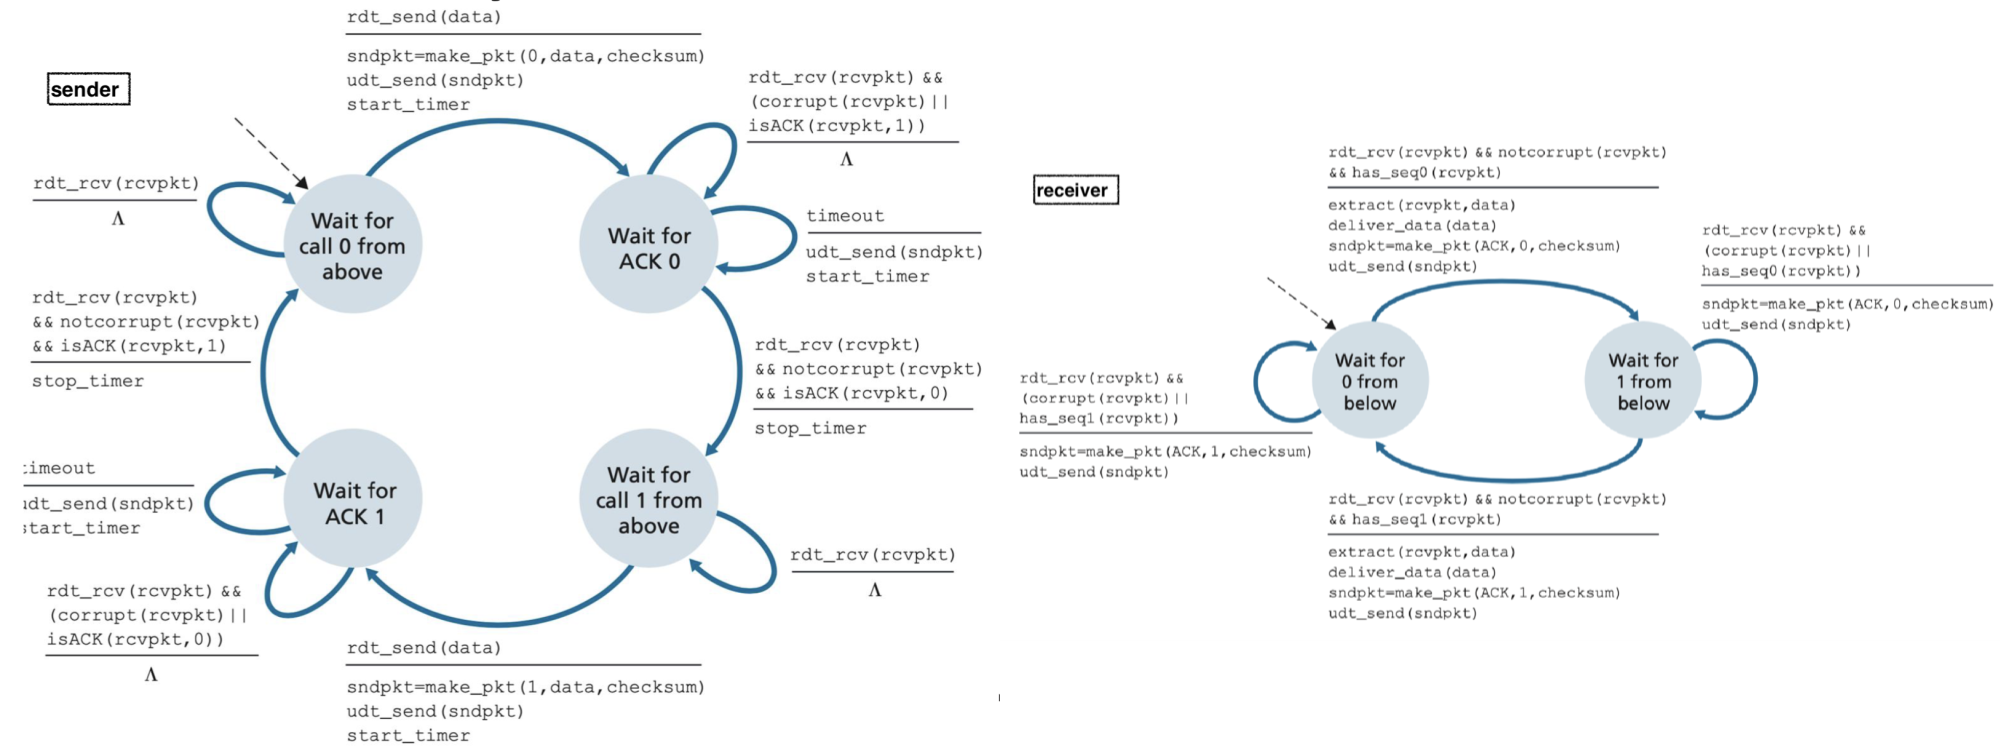 rdt_send(data)
sndpkt=make_pkt(0,data,checksum)
udt_send(sndpkt)
start_timer
sender
rdt_rcv(rcvpkt) &&
(corrupt(rcvpkt)||
isACK(rcvpkt,1))
Λ
rdt_rcv(rcvpkt)
Λ
Wait for
call 0 from
above
Wait for
ACK 0
timeout
udt_send(sndpkt)
start_timer
rdt_rcv(rcvpkt)
&& notcorrupt(rcvpkt)
&& isACK(rcvpkt,1)
stop_timer
rdt_rcv(rcvpkt)
&& notcorrupt(rcvpkt)
&& isACK(rcvpkt,0)
stop_timer
timeout
udt_send(sndpkt)
start_timer
Wait for
ACK 1
Wait for
call 1 from
above
rdt_rcv(rcvpkt)
Λ
rdt_rcv(rcvpkt) &&
(corrupt(rcvpkt)||
isACK(rcvpkt,0))
Λ
rdt_send(data)
sndpkt=make_pkt(1,data,checksum)
udt_send(sndpkt)
start_timer
receiver
rdt_rcv(rcvpkt) && notcorrupt(rcvpkt)
&& has_seq0(rcvpkt)
extract(rcvpkt,data)
deliver_data(data)
sndpkt=make_pkt(ACK,0,checksum)
udt_send(sndpkt)
rdt_rcv(rcvpkt) &&
(corrupt(rcvpkt)||
has_seq0(rcvpkt))
sndpkt=make_pkt(ACK,0,checksum)
udt_send(sndpkt)
Wait for
0 from
below
Wait for
1 from
below
rdt_rcv(rcvpkt) &&
(corrupt(rcvpkt)||
has_seq1(rcvpkt))
sndpkt=make_pkt(ACK,1,checksum)
udt_send(sndpkt)
rdt_rcv(rcvpkt) && notcorrupt(rcvpkt)
&& has_seq1(rcvpkt)
extract(rcvpkt,data)
deliver_data(data)
sndpkt=make_pkt(ACK,1,checksum)
udt_send(sndpkt)